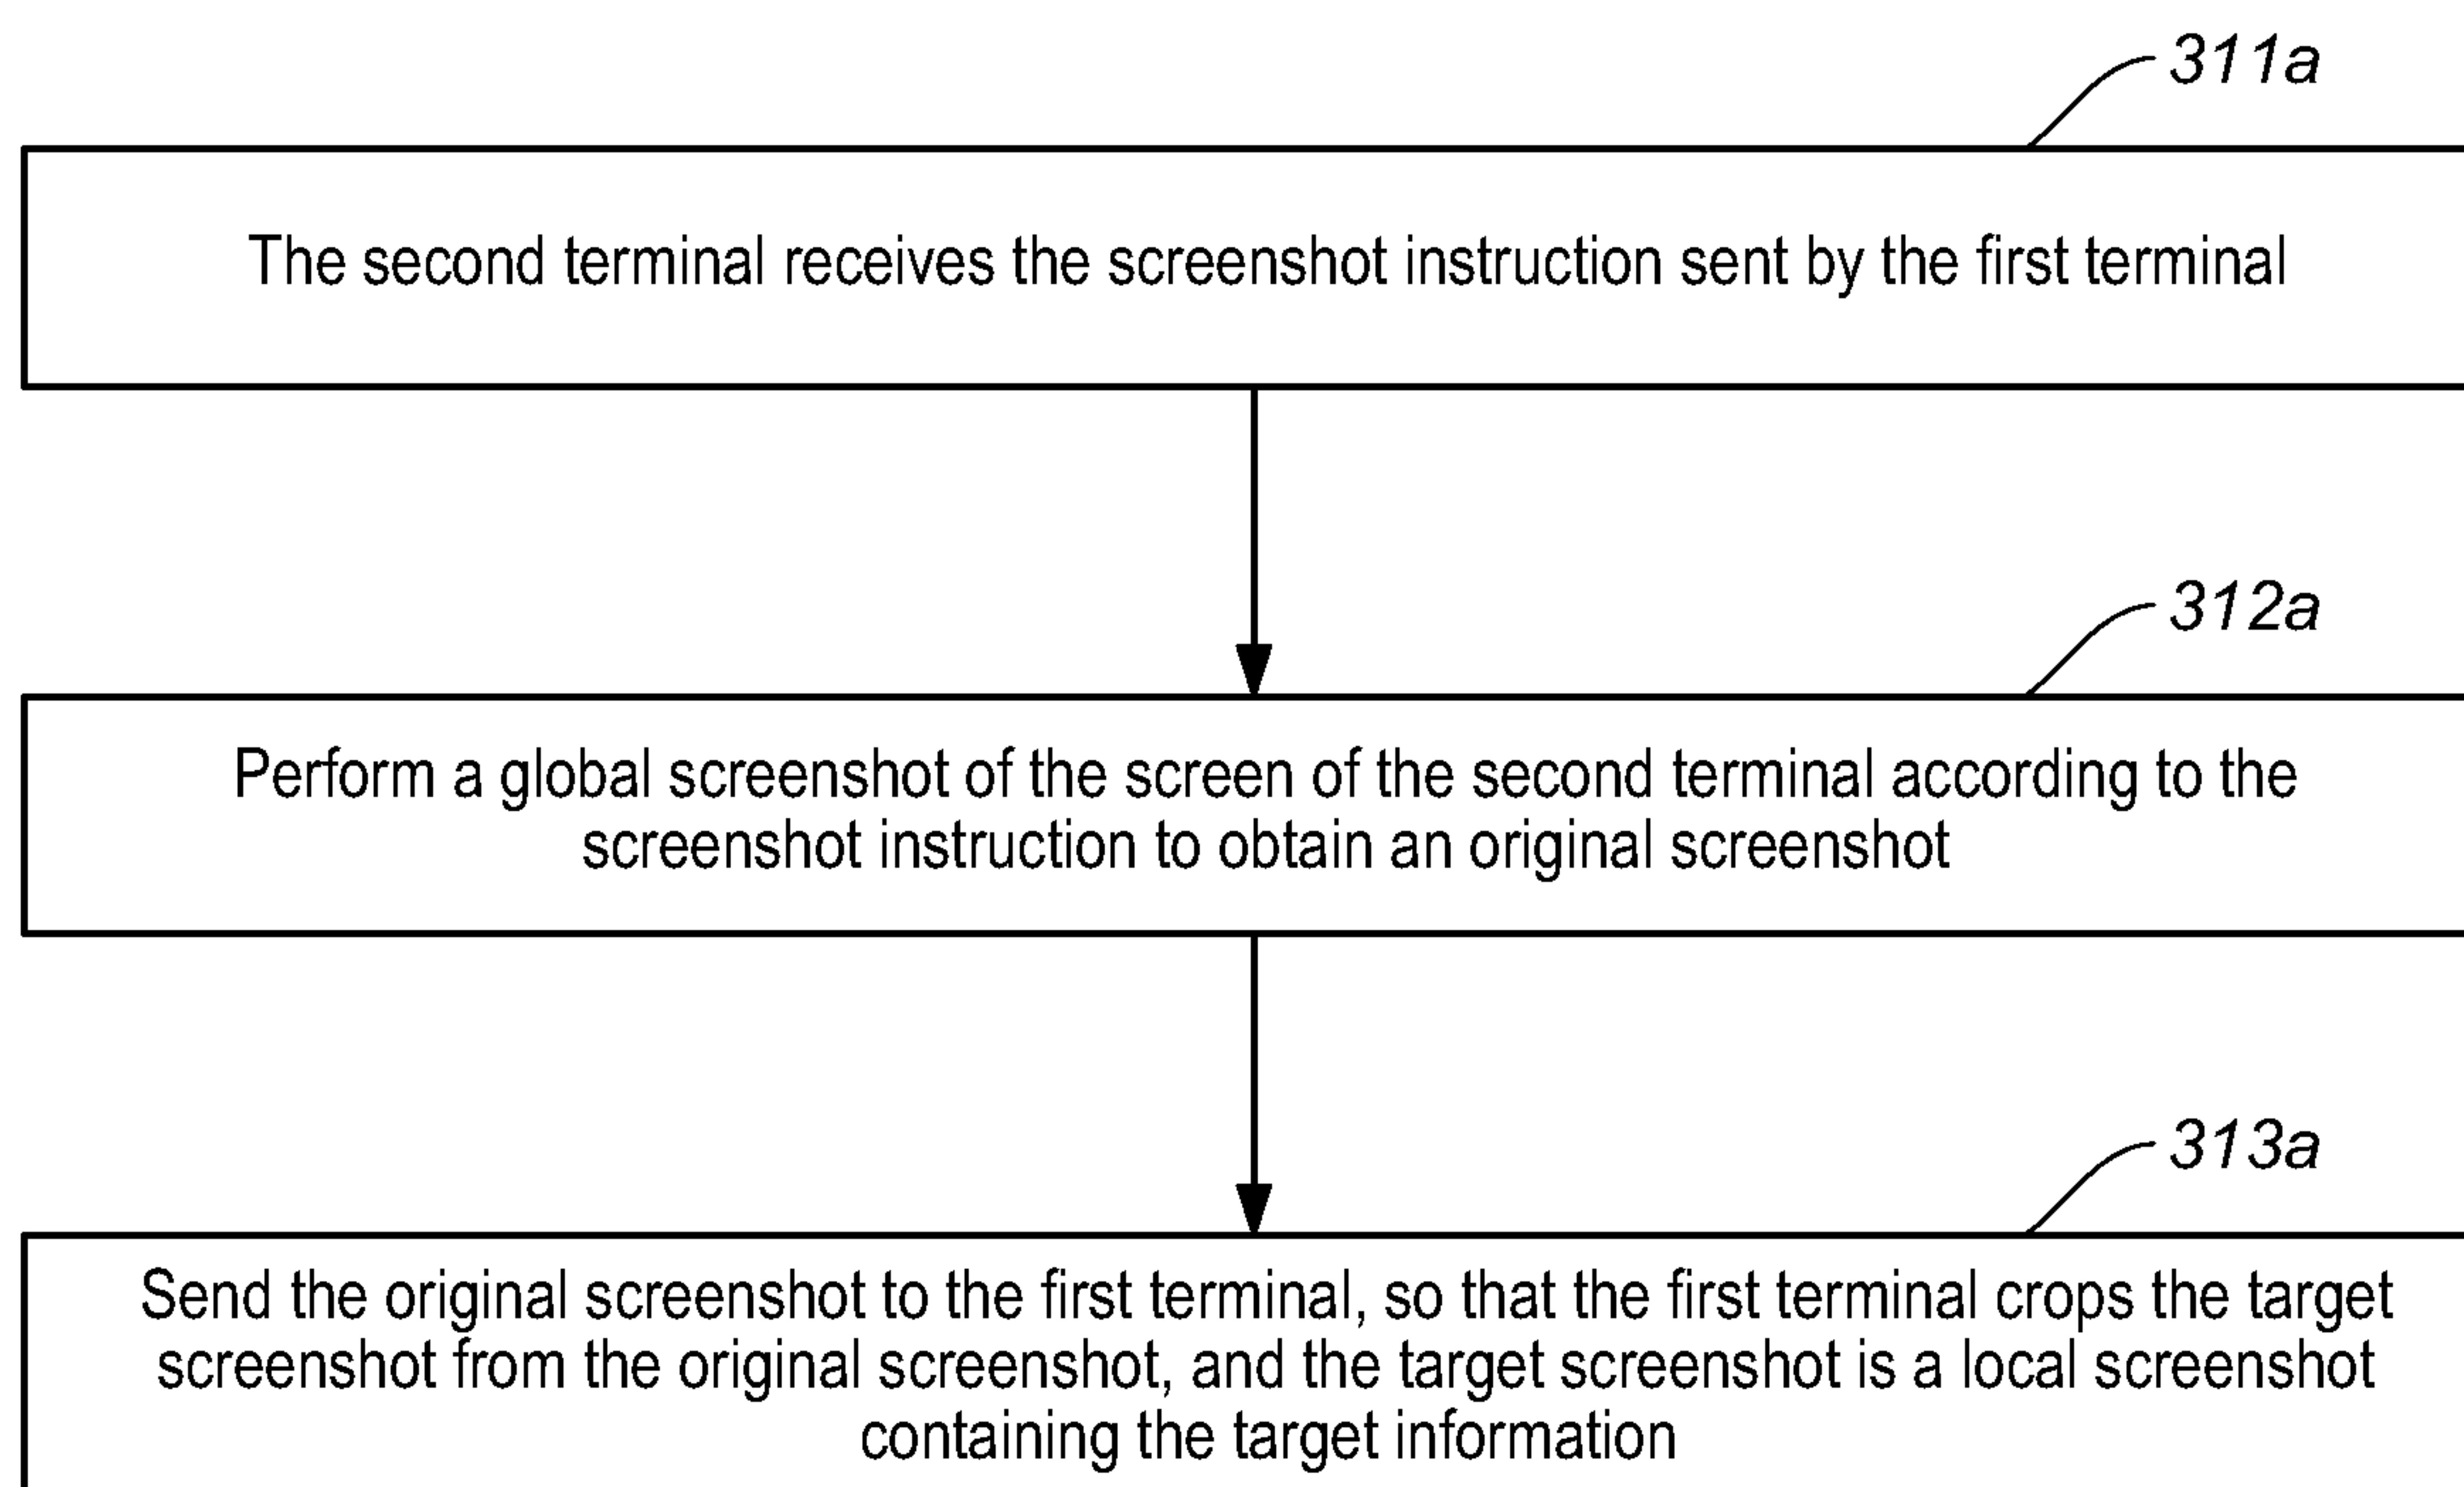 311a
The second terminal receives the screenshot instruction sent by the first terminal
312a
Perform a global screenshot of the screen of the second terminal according to the
screenshot instruction to obtain an original screenshot
313a
Send the original screenshot to the first terminal, so that the first terminal crops the target
screenshot from the original screenshot, and the target screenshot is a local screenshot
containing the target information